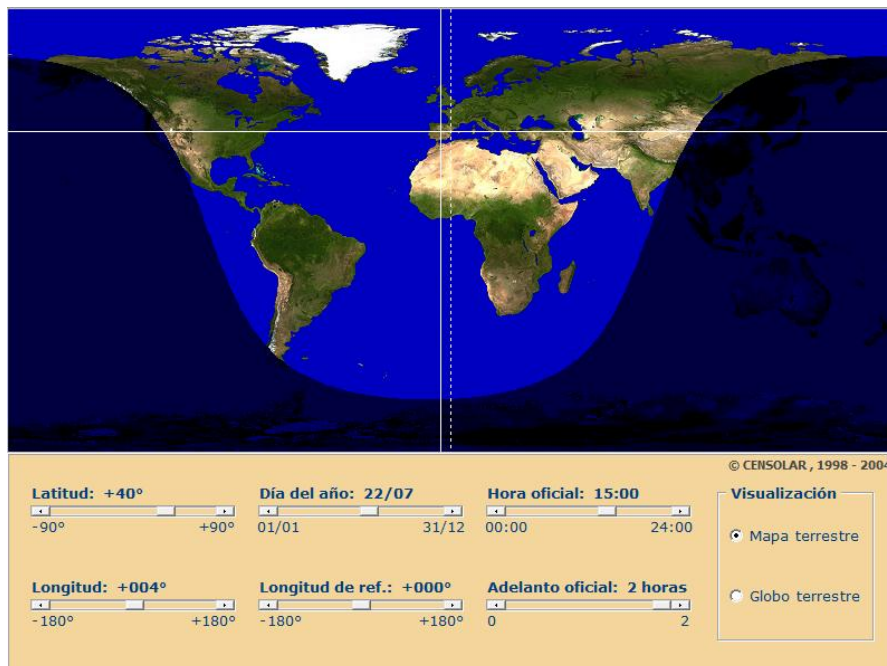 © CENSOLAR , 1998 - 2004
Latitud: +40° Día del año: 22/07 Hora oficial: 15:00 Visualización
-90° +90° 01/01 31/12 00:00 24:00
Mapa terrestre
Longitud: +004° Longitud de ref.: +000° Adelanto oficial: 2 horas
Globo terrestre
-180° +180° -180° +180° 0 2